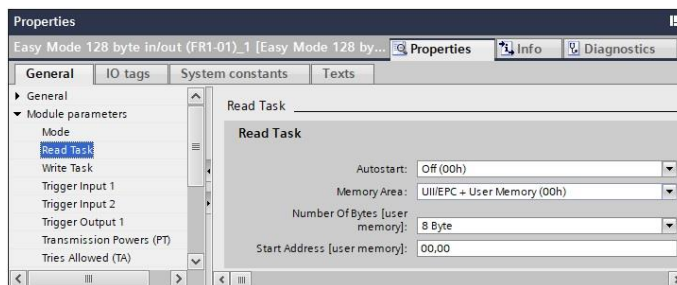 Properties
Easy Mode 128 byte in/out (FR1-01)_1 [Easy Mode 128 by...
Properties
Info
Diagnostics
General
IO tags
System constants
Texts
General
Module parameters
Mode
Read Task
Write Task
Trigger Input 1
Trigger Input 2
Trigger Output 1
Transmission Powers (PT)
Tries Allowed (TA)
Read Task
Read Task
Autostart: Off (00h)
Memory Area: UII/EPC + User Memory (00h)
Number Of Bytes [user
memory]: 8 Byte
Start Address [user memory]: 00,00